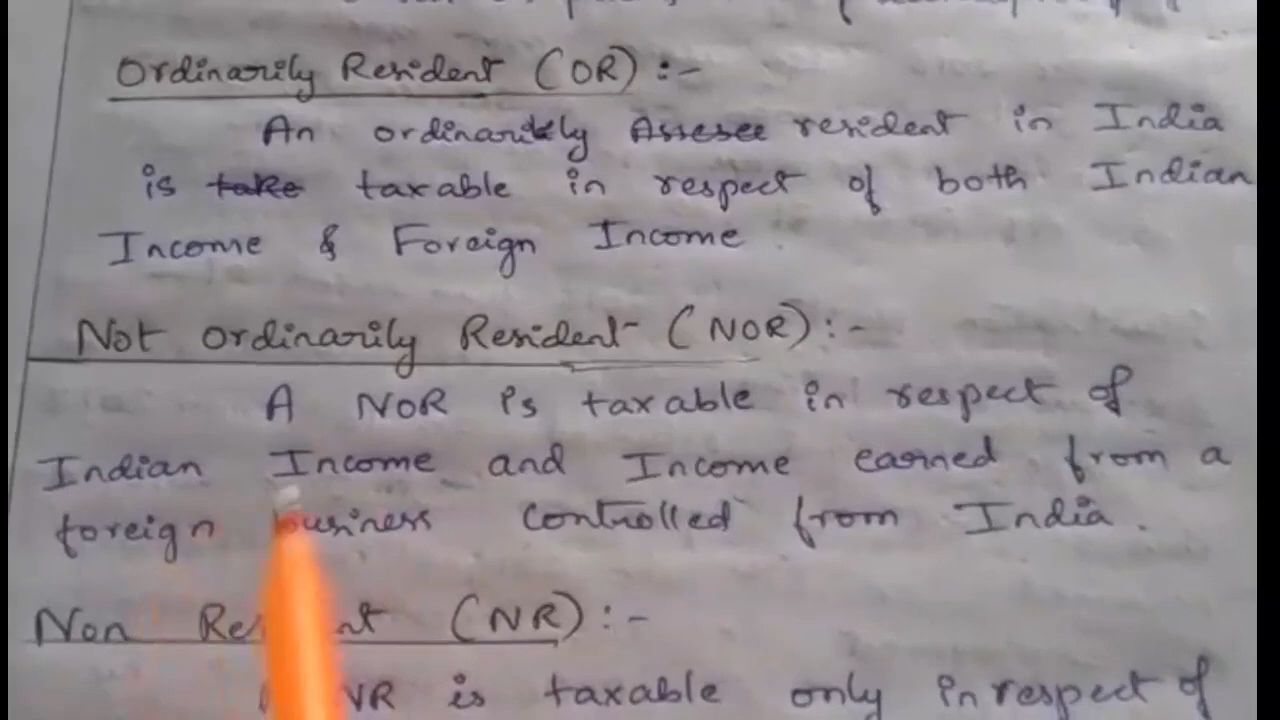 Ordinarily Resident (OR) :-
An ordinarily Assesee resident in India
is take taxable in respect of both Indian
Income & Foreign Income.
Not Ordinarily Resident (NOR) :-
A NOR is taxable in respect of
Indian Income and Income earned from a
foreign business controlled from India.
Non (NR) :-
NR is taxable only in respect of